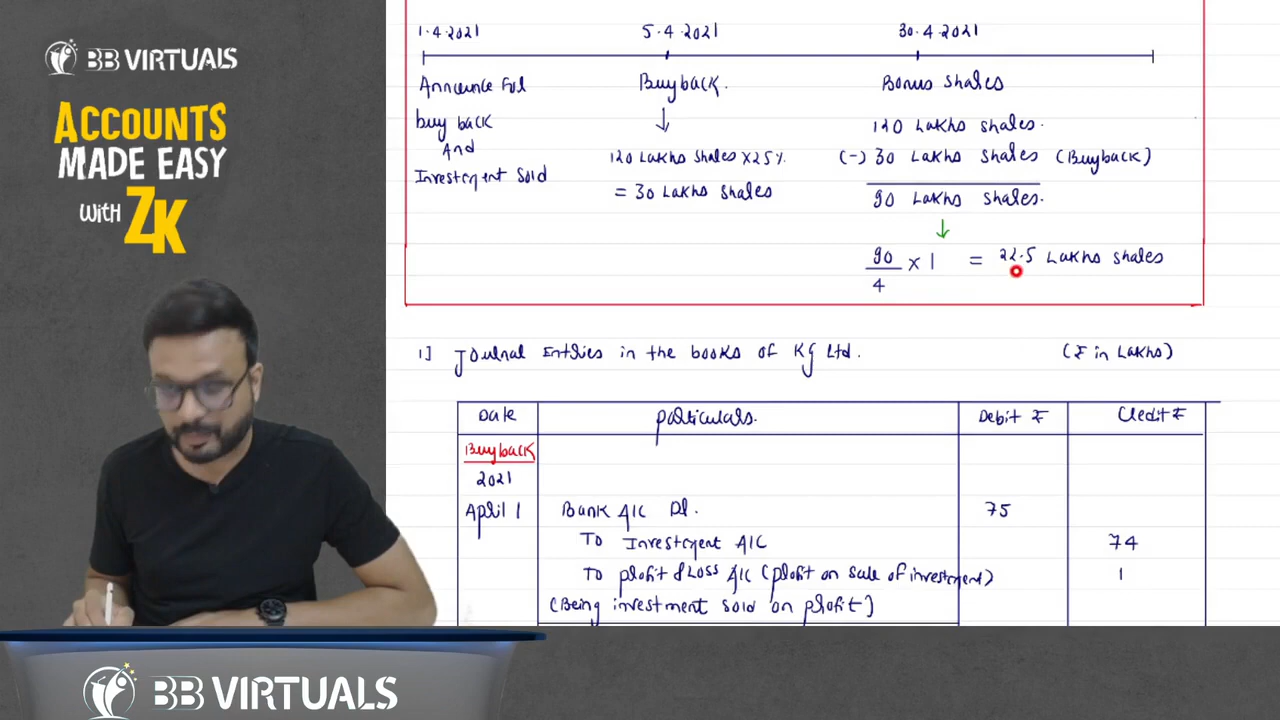 BB VIRTUALS
ACCOUNTS
MADE EASY
WITH ZK
1.4.2021 5.4.2021 30.4.2021
Buyback. Bonus Shares
buy back
And
Investment Sold
↓
120 Lakhs Shares × 25%
= 30 Lakhs Shares
120 Lakhs Shares.
(-) 30 Lakhs Shares (Buyback)
90 Lakhs Shares.
↓
90/4 × 1 = 22.5 Lakhs Shares
1] Journal Entries in the books of KG Ltd. (₹ in Lakhs)
Date Particulars. Debit ₹ Credit ₹
Buyback
2021
April 1 Bank A/C Dr. 75
To Investment A/C 74
To profit & Loss A/C (profit on sale of investment) 1
(Being investment sold on profit)
BB VIRTUALS